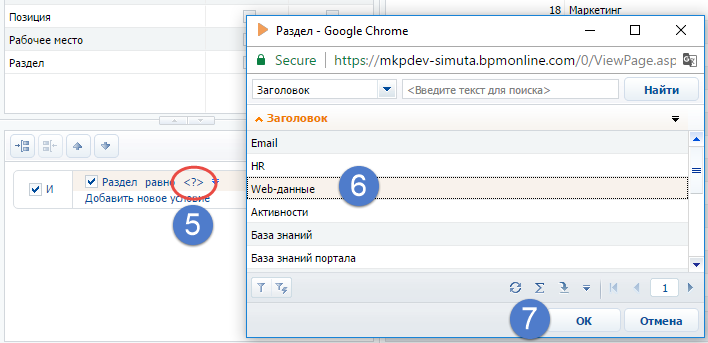 Позиция
Рабочее место
Раздел
18 Маркетинг
Раздел - Google Chrome
Secure | https://mkpdev-simuta.bpmonline.com/0/ViewPage.asp
Заголовок <Введите текст для поиска> Найти
Заголовок
Email
HR
Web-данные
6
Активности
База знаний
База знаний портала
1
7
ОК Отмена
И
Раздел равно <?>
Добавить новое условие
5